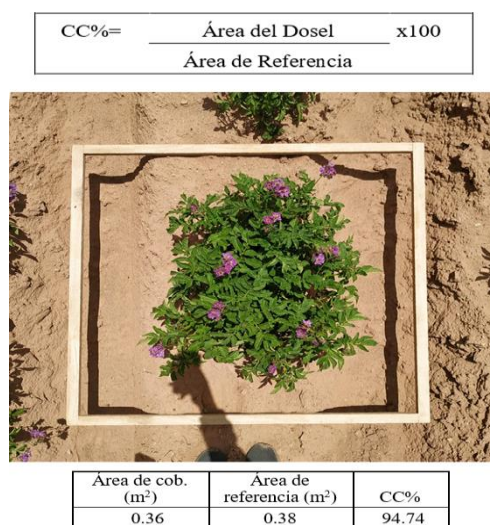 CC%= Área del Dosel x100
Área de Referencia
Área de cob. (m²) Área de referencia (m²) CC%
0.36 0.38 94.74